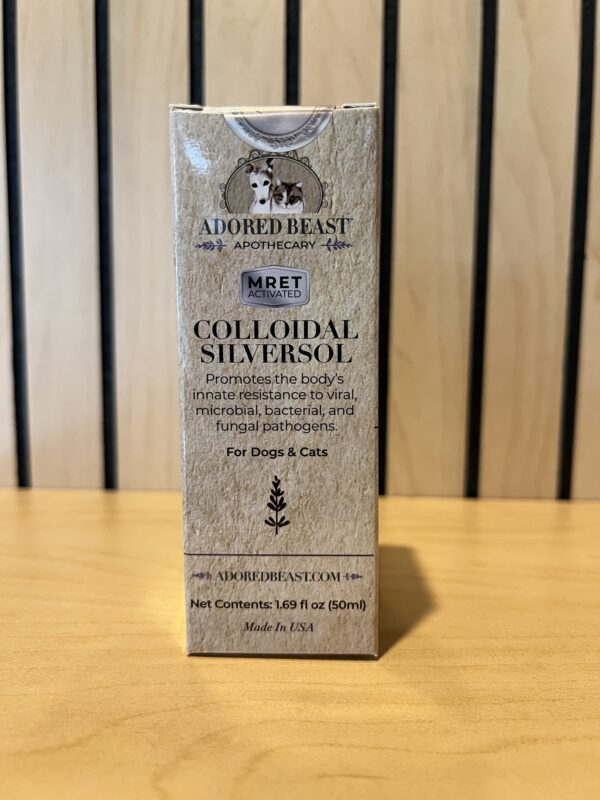 ADORED BEAST
APOTHECARY
MRET
ACTIVATED
COLLOIDAL
SILVERSOL
Promotes the body's
innate resistance to viral,
microbial, bacterial, and
fungal pathogens.
For Dogs & Cats
ADOREDBEAST.COM
Net Contents: 1.69 fl oz (50ml)
Made In USA